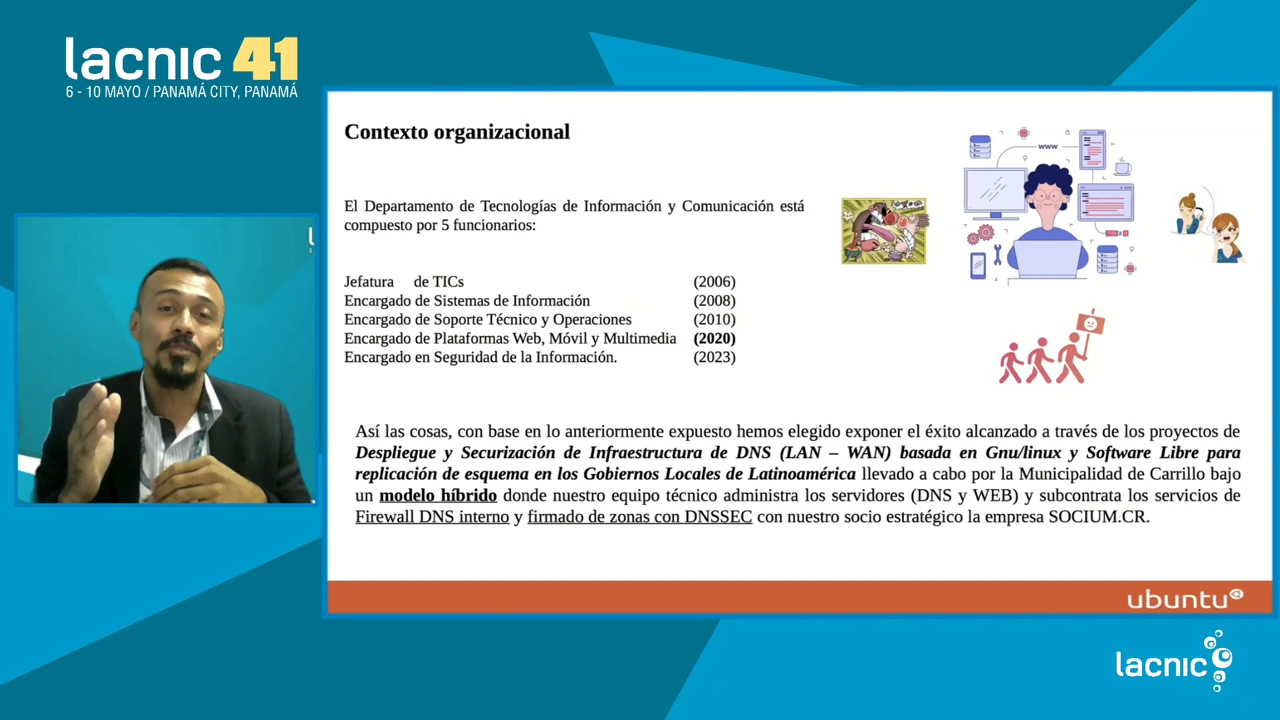 lacnic 41
6 - 10 MAYO / PANAMÁ CITY, PANAMÁ
Contexto organizacional
El Departamento de Tecnologías de Información y Comunicación está
compuesto por 5 funcionarios:
Jefatura de TICs (2006)
Encargado de Sistemas de Información (2008)
Encargado de Soporte Técnico y Operaciones (2010)
Encargado de Plataformas Web, Móvil y Multimedia (2020)
Encargado en Seguridad de la Información. (2023)
www
Así las cosas, con base en lo anteriormente expuesto hemos elegido exponer el éxito alcanzado a través de los proyectos de
Despliegue y Securización de Infraestructura de DNS (LAN – WAN) basada en Gnu/linux y Software Libre para
replicación de esquema en los Gobiernos Locales de Latinoamérica llevado a cabo por la Municipalidad de Carrillo bajo
un modelo híbrido donde nuestro equipo técnico administra los servidores (DNS y WEB) y subcontrata los servicios de
Firewall DNS interno y firmado de zonas con DNSSEC con nuestro socio estratégico la empresa SOCIUM.CR.
ubuntu
lacnic